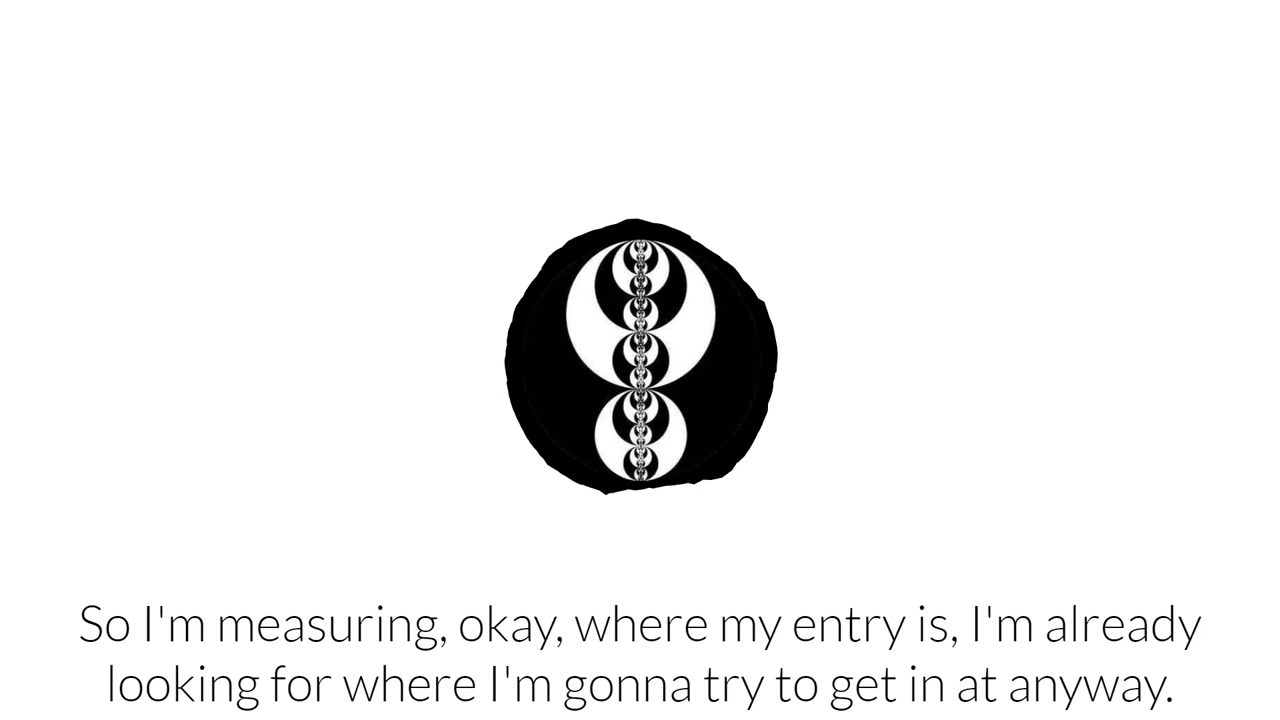 So I'm measuring, okay, where my entry is, I'm already
looking for where I'm gonna try to get in at anyway.